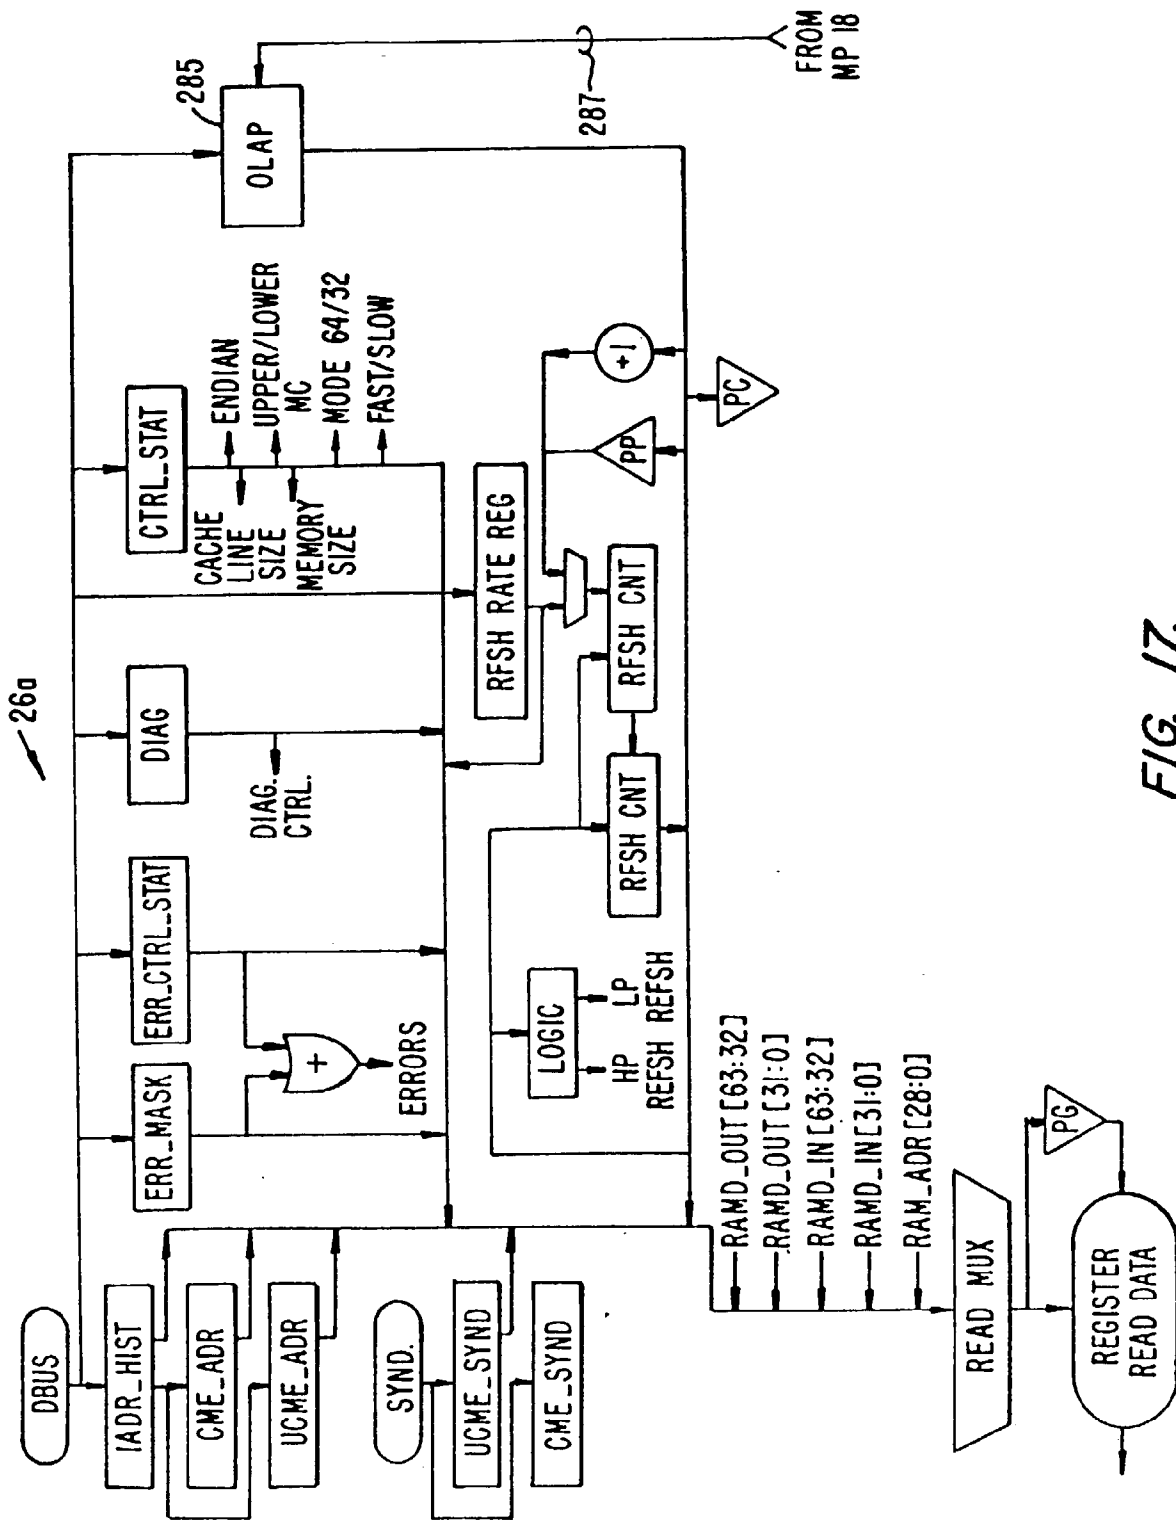 26a
DBUS
IADR_HIST
CME_ADR
UCME_ADR
SYND.
UCME_SYND
CME_SYND
ERR_MASK
ERR_CTRL_STAT
+
ERRORS
DIAG
DIAG.
CTRL.
CTRL_STAT
ENDIAN
UPPER/LOWER
MC
MODE 64/32
FAST/SLOW
CACHE
LINE
SIZE
MEMORY
SIZE
OLAP
285
287
FROM
MP 18
RFSH RATE REG
RFSH CNT
RFSH CNT
LOGIC
HP
REFSH
LP
REFSH
+1
PP
PC
RAMD_OUT[63:32]
RAMD_OUT[31:0]
RAMD_IN[63:32]
RAMD_IN[31:0]
RAM_ADR[28:0]
READ MUX
PG
REGISTER
READ DATA
FIG. 17.